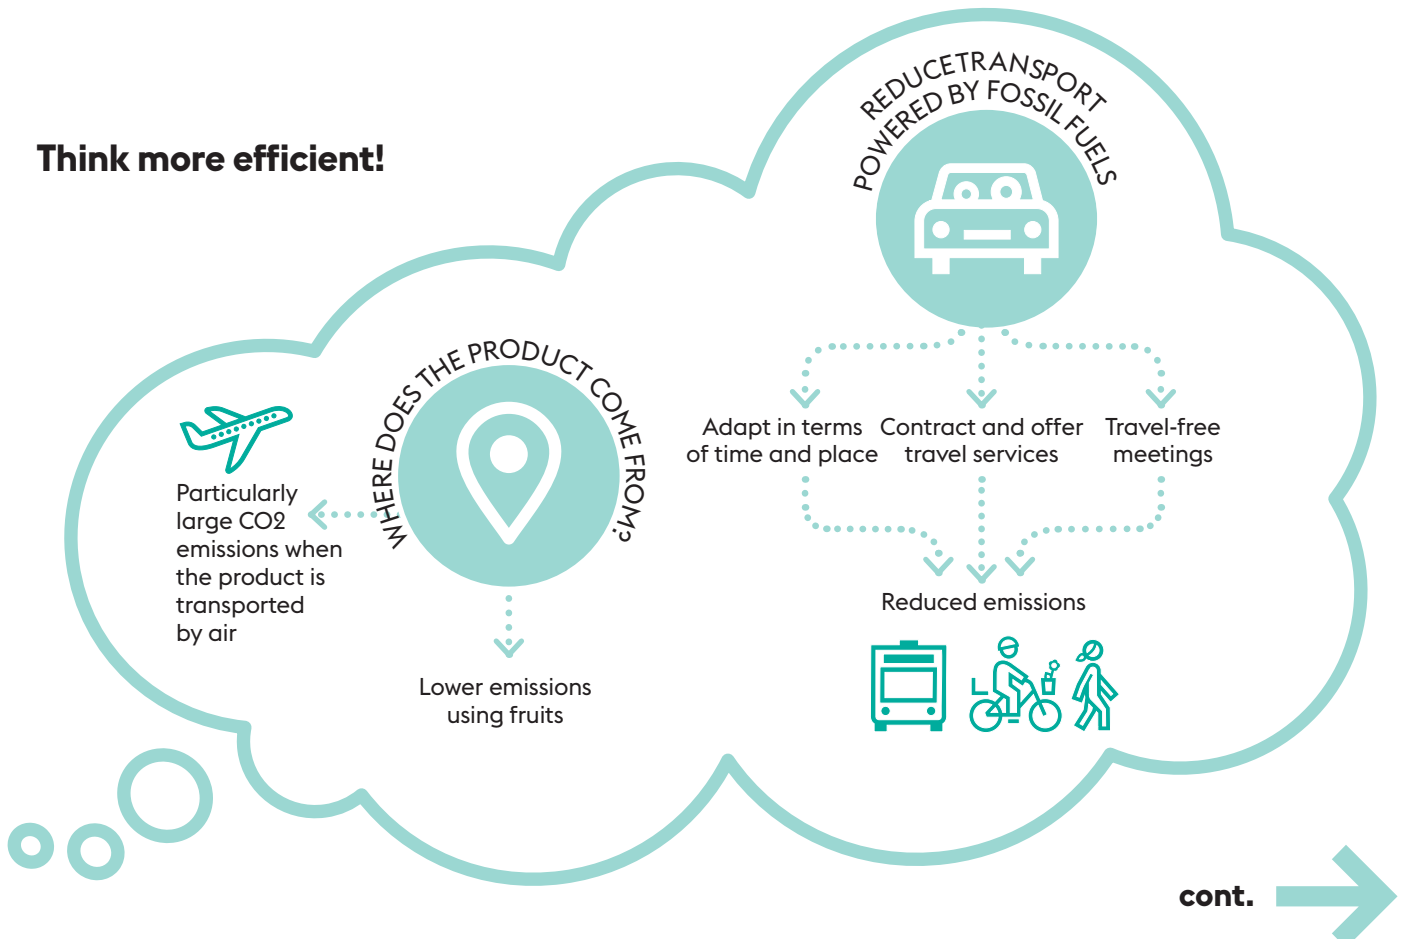 Think more efficient!
REDUCETRANSPORT
POWERED BY FOSSIL FUELS
WHERE DOES THE PRODUCT COME FROM?
Particularly
large CO2
emissions when
the product is
transported
by air
Lower emissions
using fruits
Adapt in terms
of time and place
Contract and offer
travel services
Travel-free
meetings
Reduced emissions
cont.